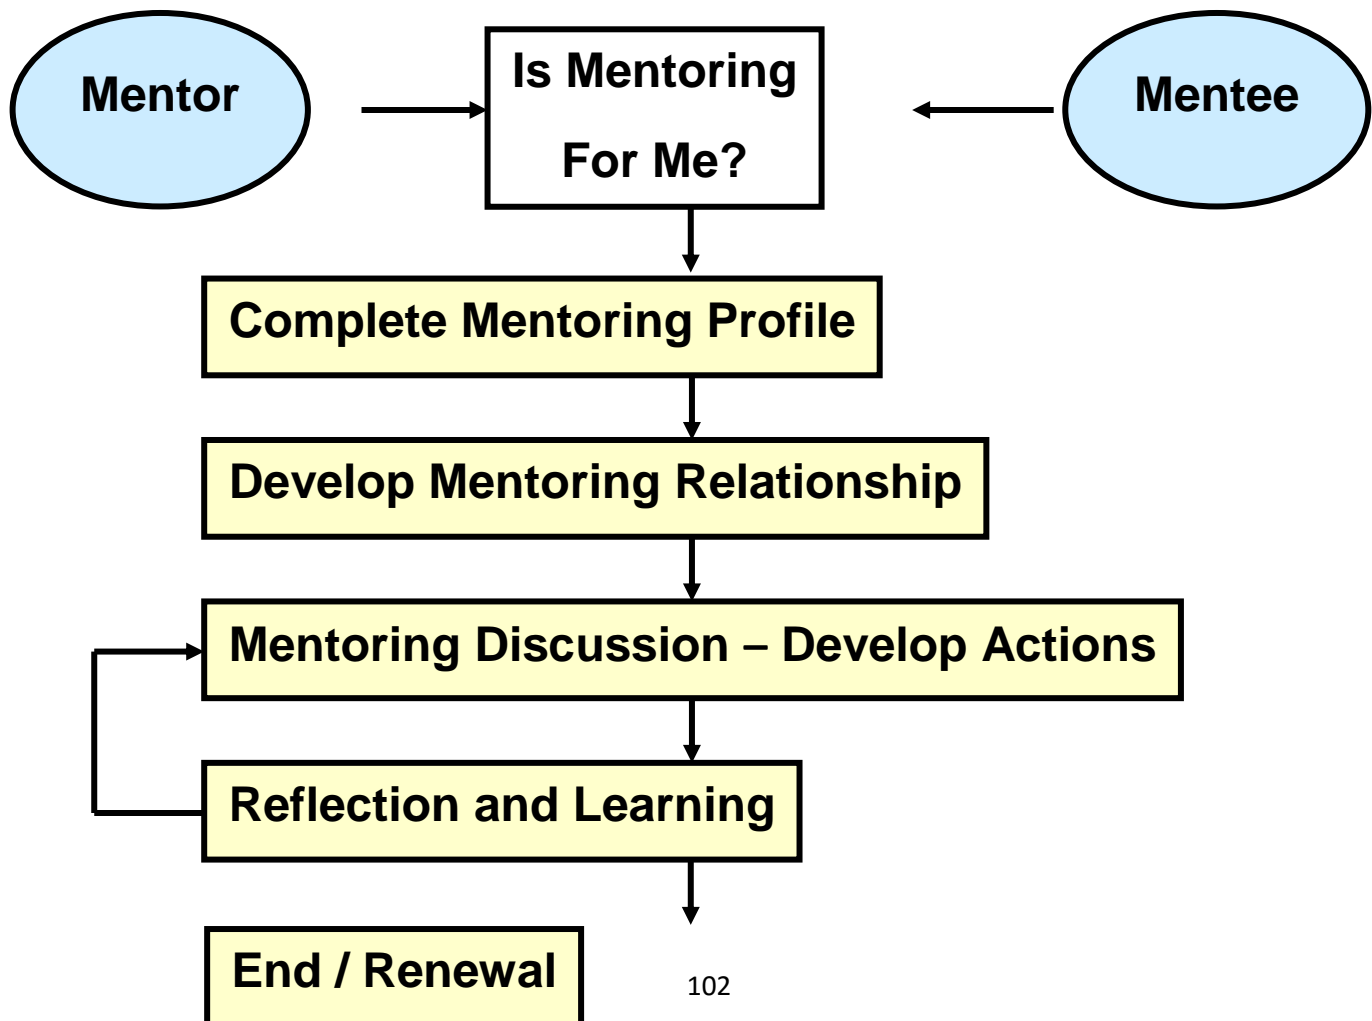 Mentor
Is Mentoring
For Me?
Mentee
Complete Mentoring Profile
Develop Mentoring Relationship
Mentoring Discussion – Develop Actions
Reflection and Learning
End / Renewal
102